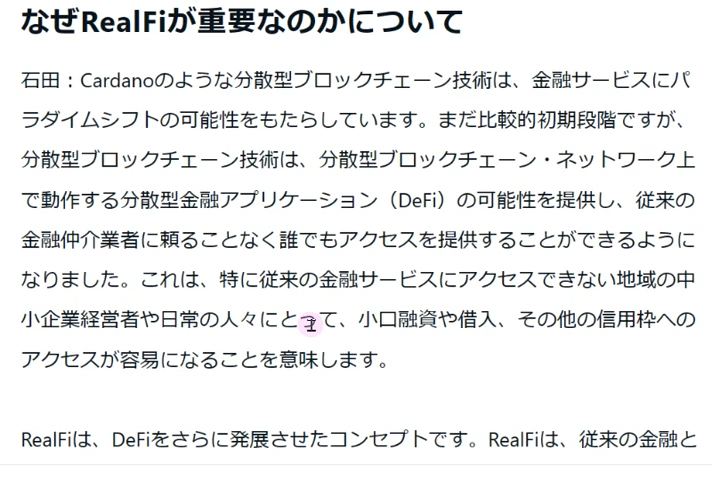 なぜRealFiが重要なのかについて
石田：Cardanoのような分散型ブロックチェーン技術は、金融サービスにパ
ラダイムシフトの可能性をもたらしています。まだ比較的初期段階ですが、
分散型ブロックチェーン技術は、分散型ブロックチェーン・ネットワーク上
で動作する分散型金融アプリケーション（DeFi）の可能性を提供し、従来の
金融仲介業者に頼ることなく誰でもアクセスを提供することができるように
なりました。これは、特に従来の金融サービスにアクセスできない地域の中
小企業経営者や日常の人々にとって、小口融資や借入、その他の信用枠への
アクセスが容易になることを意味します。
RealFiは、DeFiをさらに発展させたコンセプトです。RealFiは、従来の金融と